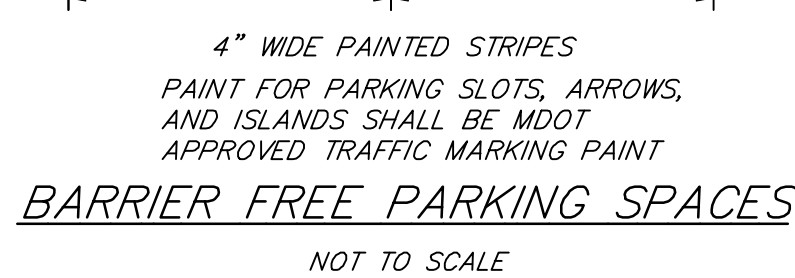 4” WIDE PAINTED STRIPES
PAINT FOR PARKING SLOTS, ARROWS,
AND ISLANDS SHALL BE MDOT
APPROVED TRAFFIC MARKING PAINT
BARRIER FREE PARKING SPACES
NOT TO SCALE